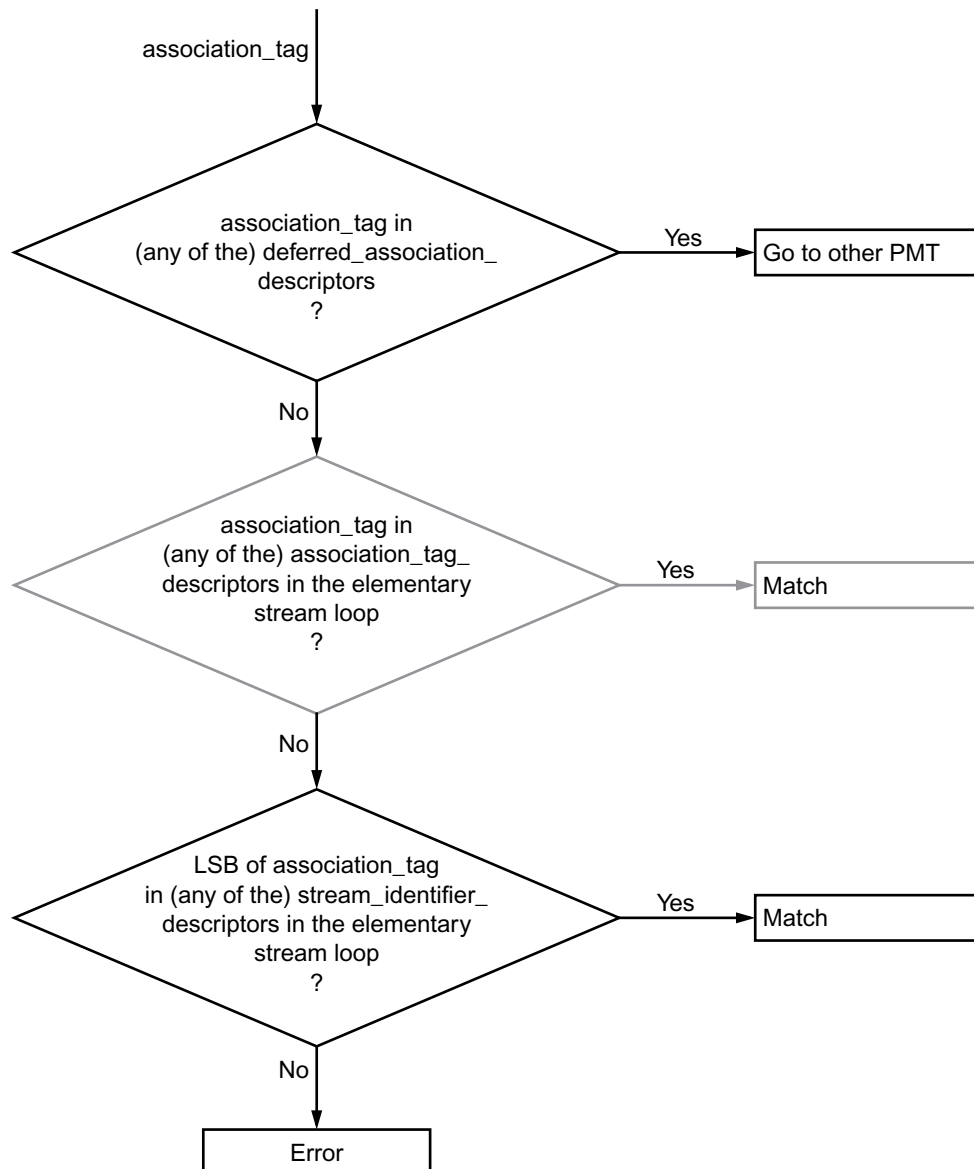 association_tag
association_tag in
(any of the) deferred_association_
descriptors
?
Yes
Go to other PMT
No
association_tag in
(any of the) association_tag_
descriptors in the elementary
stream loop
?
Yes
Match
No
LSB of association_tag
in (any of the) stream_identifier_
descriptors in the elementary
stream loop
?
Yes
Match
No
Error